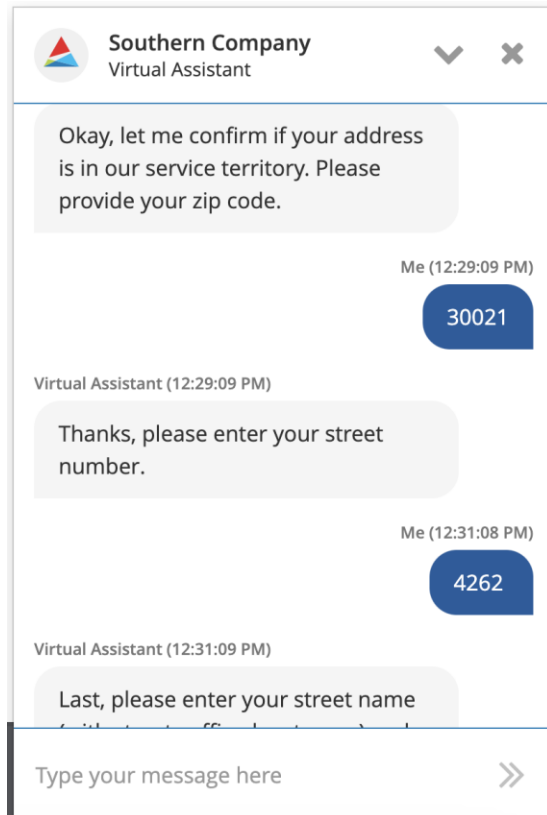 Southern Company
Virtual Assistant
Okay, let me confirm if your address
is in our service territory. Please
provide your zip code.
Me (12:29:09 PM)
30021
Virtual Assistant (12:29:09 PM)
Thanks, please enter your street
number.
Me (12:31:08 PM)
4262
Virtual Assistant (12:31:09 PM)
Last, please enter your street name
Type your message here